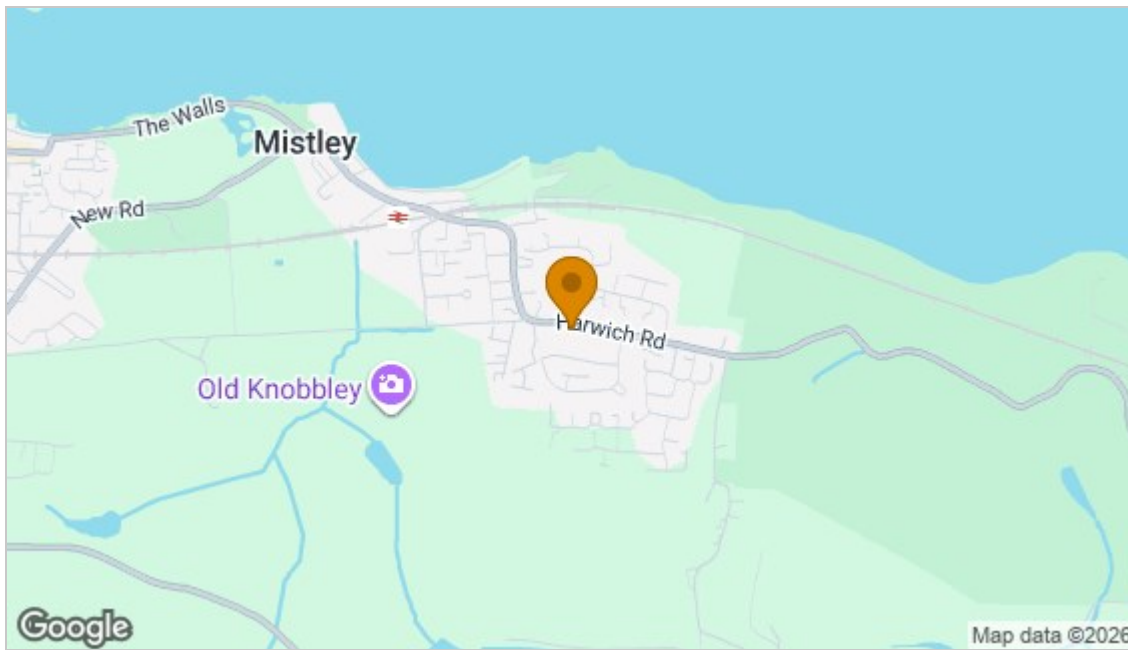 The Walls
Mistley
New Rd
Harwich Rd
Old Knobbley
Google
Map data ©2026